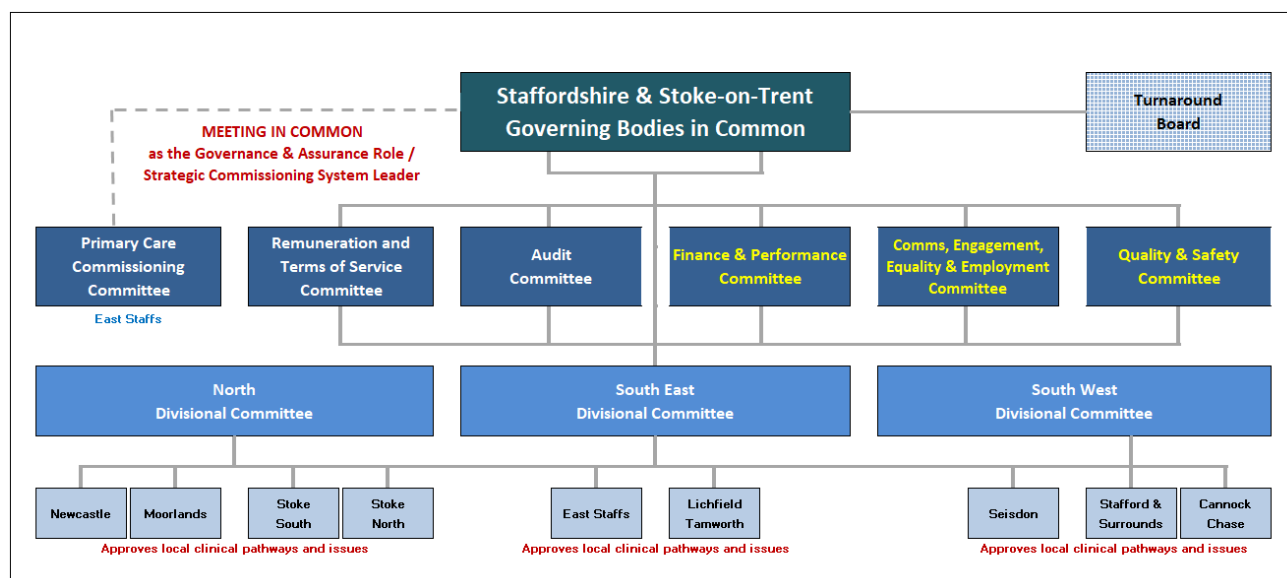 Staffordshire & Stoke-on-Trent
Governing Bodies in Common
Turnaround
Board
MEETING IN COMMON
as the Governance & Assurance Role /
Strategic Commissioning System Leader
Primary Care
Commissioning
Committee
East Staffs
Remuneration and
Terms of Service
Committee
Audit
Committee
Finance & Performance
Committee
Comms, Engagement,
Equality & Employment
Committee
Quality & Safety
Committee
North
Divisional Committee
South East
Divisional Committee
South West
Divisional Committee
Newcastle
Moorlands
Stoke
South
Stoke
North
East Staffs
Lichfield
Tamworth
Seisdon
Stafford &
Surrounds
Cannock
Chase
Approves local clinical pathways and issues
Approves local clinical pathways and issues
Approves local clinical pathways and issues